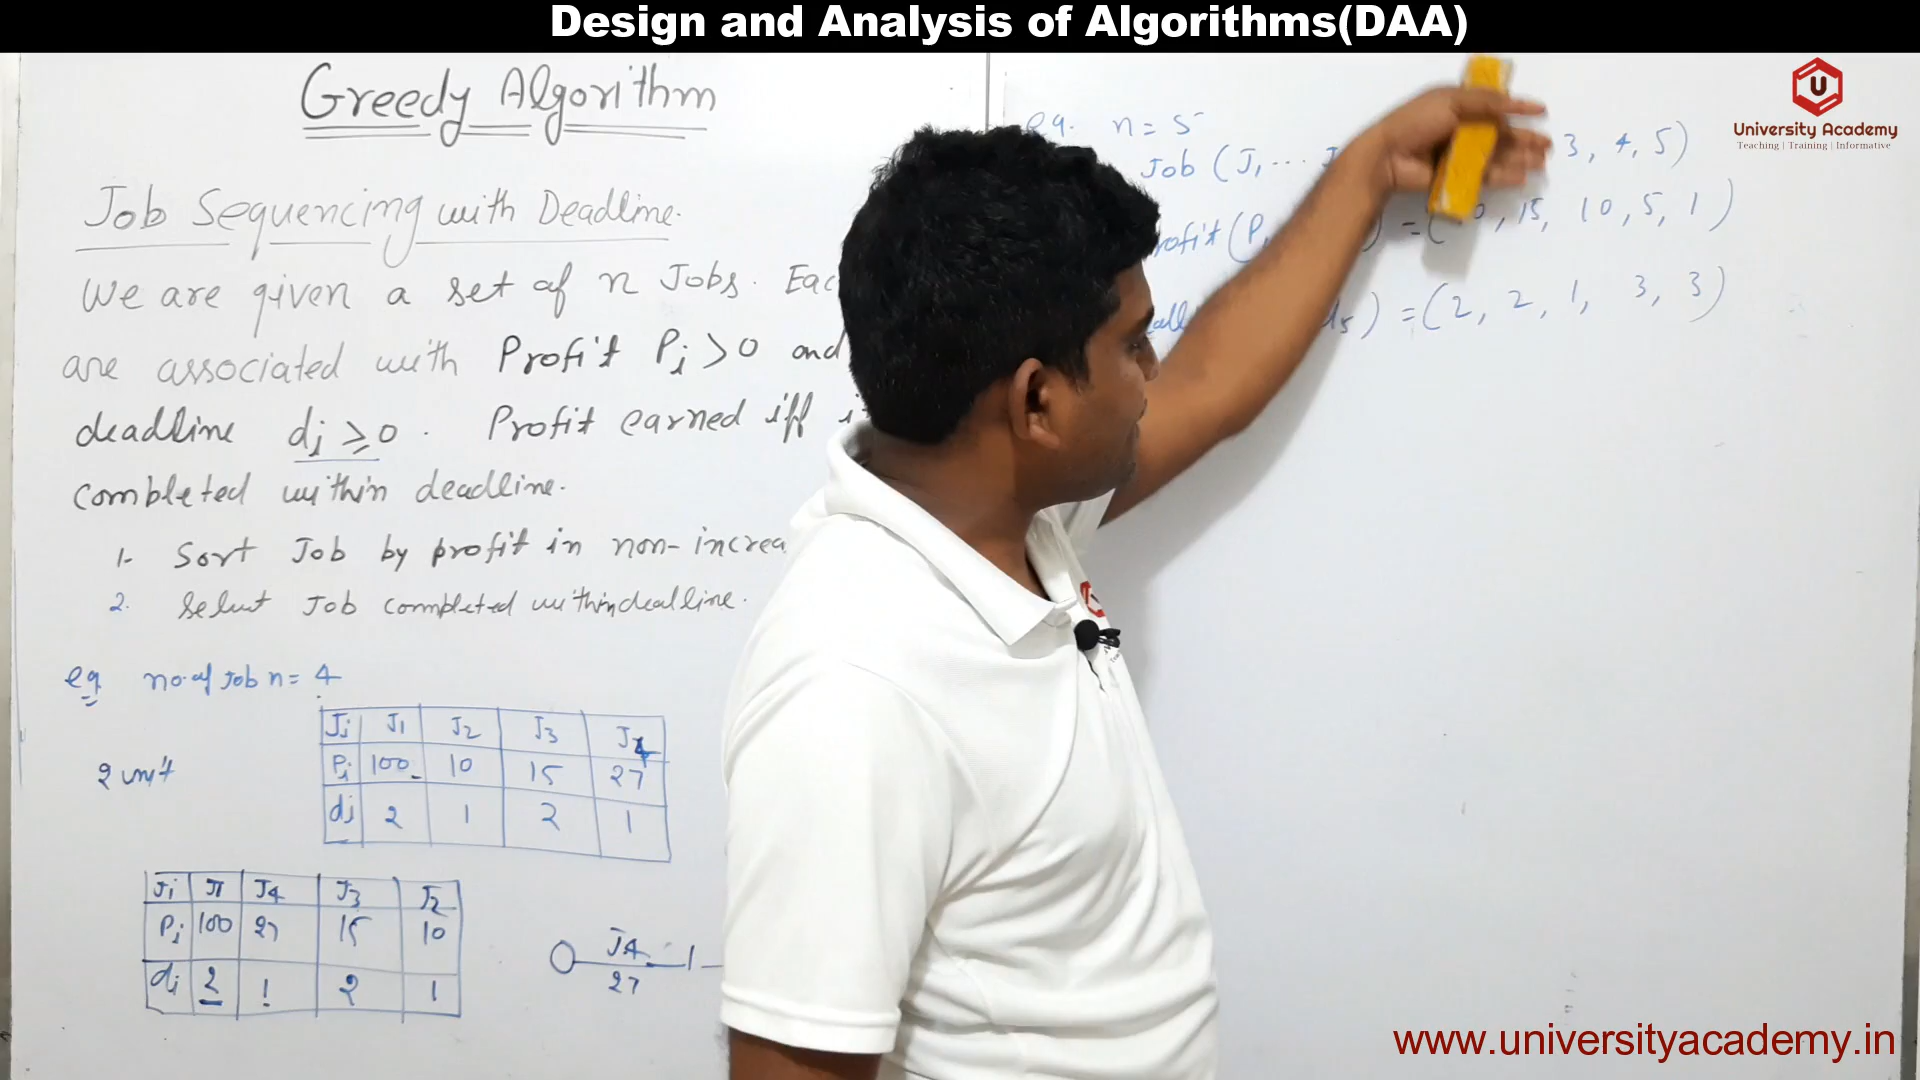 Design and Analysis of Algorithms(DAA)
Greedy Algorithm
Job Sequencing with Deadline.
We are given a set of n Jobs.
are associated with Profit Pi > 0 and
deadline di ≥ 0. Profit earned iff
completed within deadline.
1. Sort Job by profit in non-
2. Select Job completed within deadline.
eg no. of Job n = 4
2 unit
Ji J1 J2 J3 J4
Pi 100 10 15 27
di 2 1 2 1
Ji J1 J4 J3 J2
Pi 100 27 15 10
di 2 1 2 1
J4 1
27
eg. n = 5
Job (J1 ... 3, 4, 5)
(P1 ) = ( , 15, 10, 5, 1)
d5) = (2, 2, 1, 3, 3)
U
University Academy
Teaching | Training | Informative
www.universityacademy.in